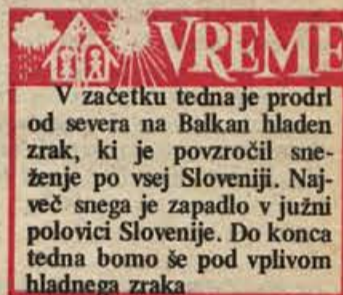 VREME
V začetku tedna je prodrl
od severa na Balkan hladen
zrak, ki je povzročil sne-
ženje po vsej Sloveniji. Naj-
več snega je zapadlo v južni
polovici Slovenije. Do konca
tedna bomo še pod vplivom
hladnega zraka